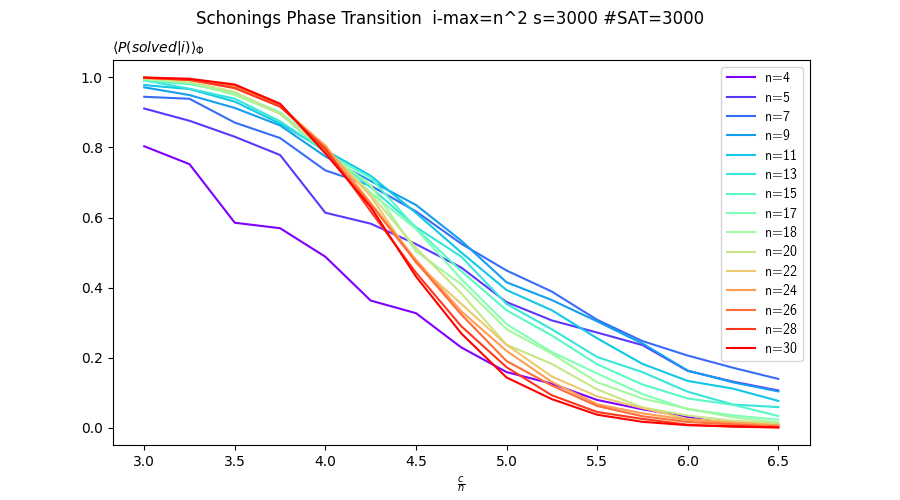 Schonings Phase Transition  i-max=n^2 s=3000 #SAT=3000
⟨P(solved|i)⟩Φ
1.0
0.8
0.6
0.4
0.2
0.0
3.0 3.5 4.0 4.5 5.0 5.5 6.0 6.5
c/n
n=4
n=5
n=7
n=9
n=11
n=13
n=15
n=17
n=18
n=20
n=22
n=24
n=26
n=28
n=30